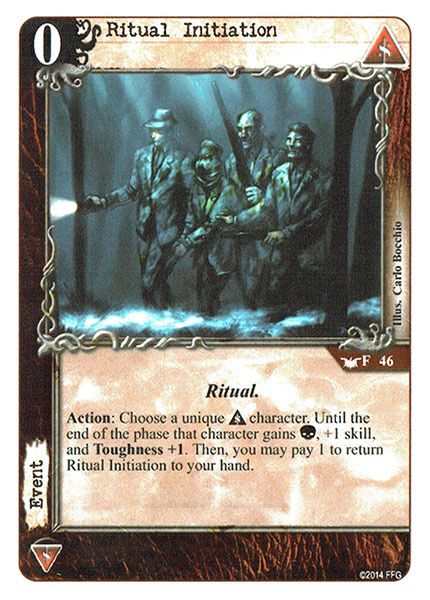 0
Ritual Initiation
Illus. Carlo Bocchio
F 46
Ritual.
Action: Choose a unique character. Until the
end of the phase that character gains , +1 skill,
and Toughness +1. Then, you may pay 1 to return
Ritual Initiation to your hand.
Event
©2014 FFG